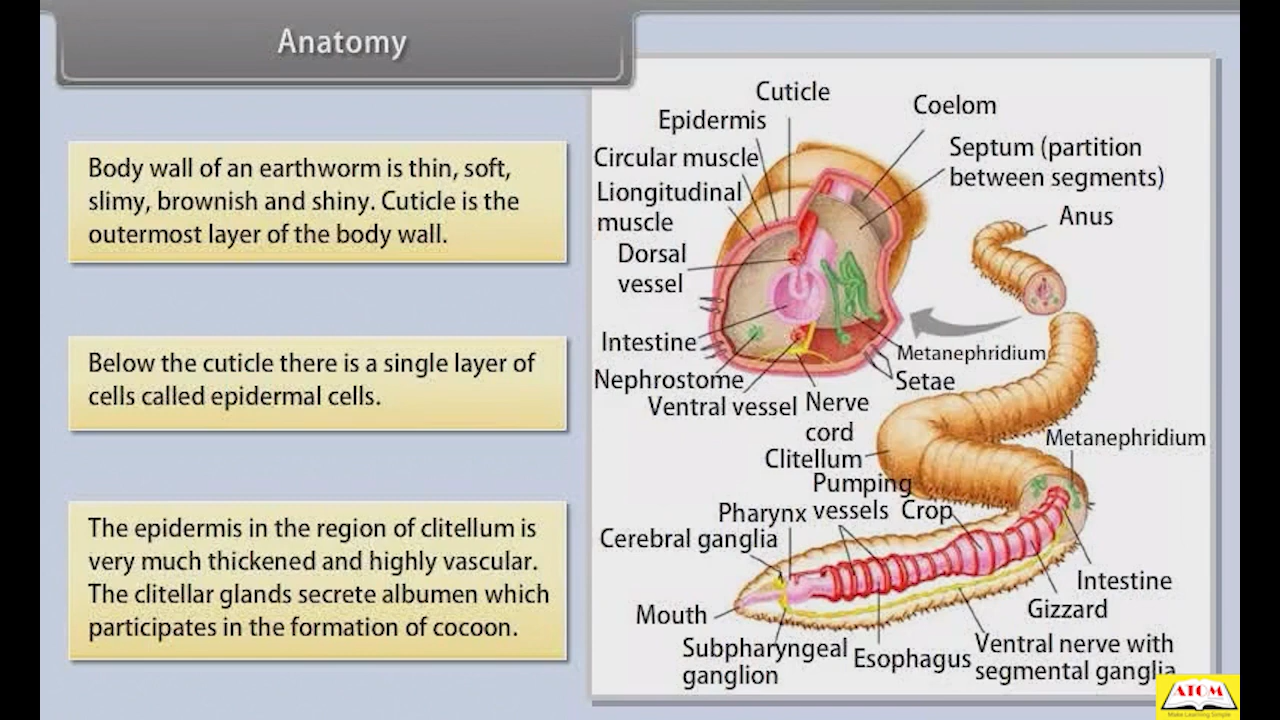 Anatomy
Body wall of an earthworm is thin, soft,
slimy, brownish and shiny. Cuticle is the
outermost layer of the body wall.
Below the cuticle there is a single layer of
cells called epidermal cells.
The epidermis in the region of clitellum is
very much thickened and highly vascular.
The clitellar glands secrete albumen which
participates in the formation of cocoon.
Cuticle
Epidermis
Circular muscle
Liongitudinal
muscle
Dorsal
vessel
Intestine
Nephrostome
Ventral vessel
Nerve
cord
Coelom
Septum (partition
between segments)
Anus
Metanephridium
Setae
Clitellum
Metanephridium
Pumping
vessels
Pharynx
Crop
Cerebral ganglia
Mouth
Subpharyngeal
ganglion
Esophagus
Intestine
Gizzard
Ventral nerve with
segmental ganglia
ATOM
Make Learning Simple